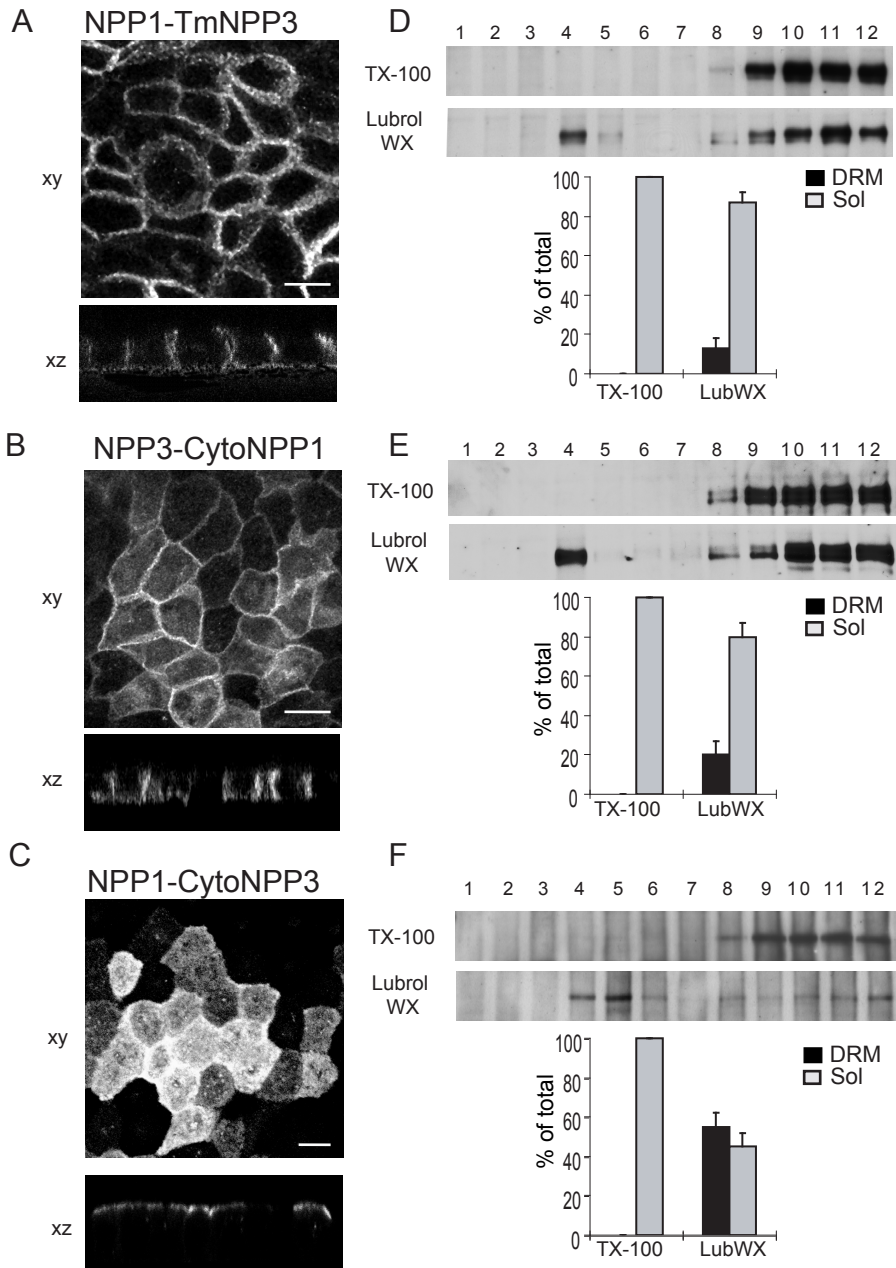 A
NPP1-TmNPP3
xy
xz
D
1 2 3 4 5 6 7 8 9 10 11 12
TX-100
Lubrol
WX
DRM
Sol
% of total
100
80
60
40
20
0
TX-100 LubWX
B
NPP3-CytoNPP1
xy
xz
E
1 2 3 4 5 6 7 8 9 10 11 12
TX-100
Lubrol
WX
DRM
Sol
% of total
100
80
60
40
20
0
TX-100 LubWX
C
NPP1-CytoNPP3
xy
xz
F
1 2 3 4 5 6 7 8 9 10 11 12
TX-100
Lubrol
WX
DRM
Sol
% of total
100
80
60
40
20
0
TX-100 LubWX